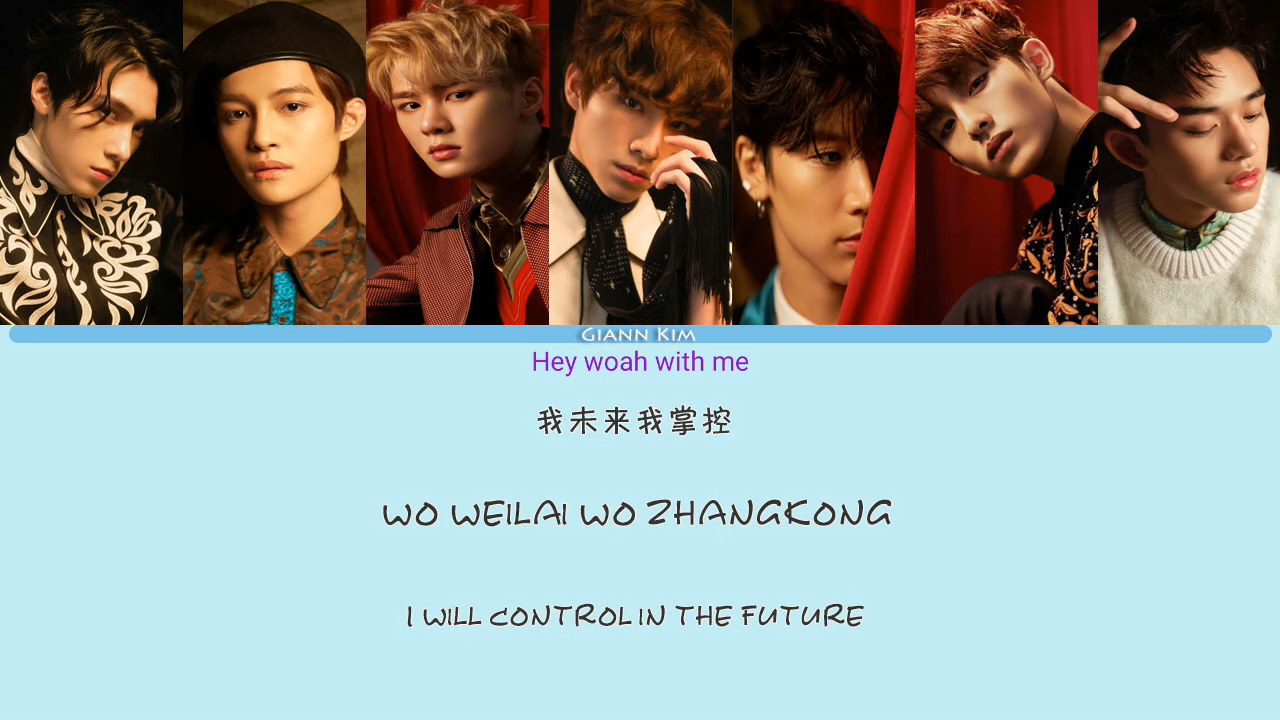 Giann Kim
Hey woah with me
我未来我掌控
WO WEILAI WO ZHANGKONG
I WILL CONTROL IN THE FUTURE